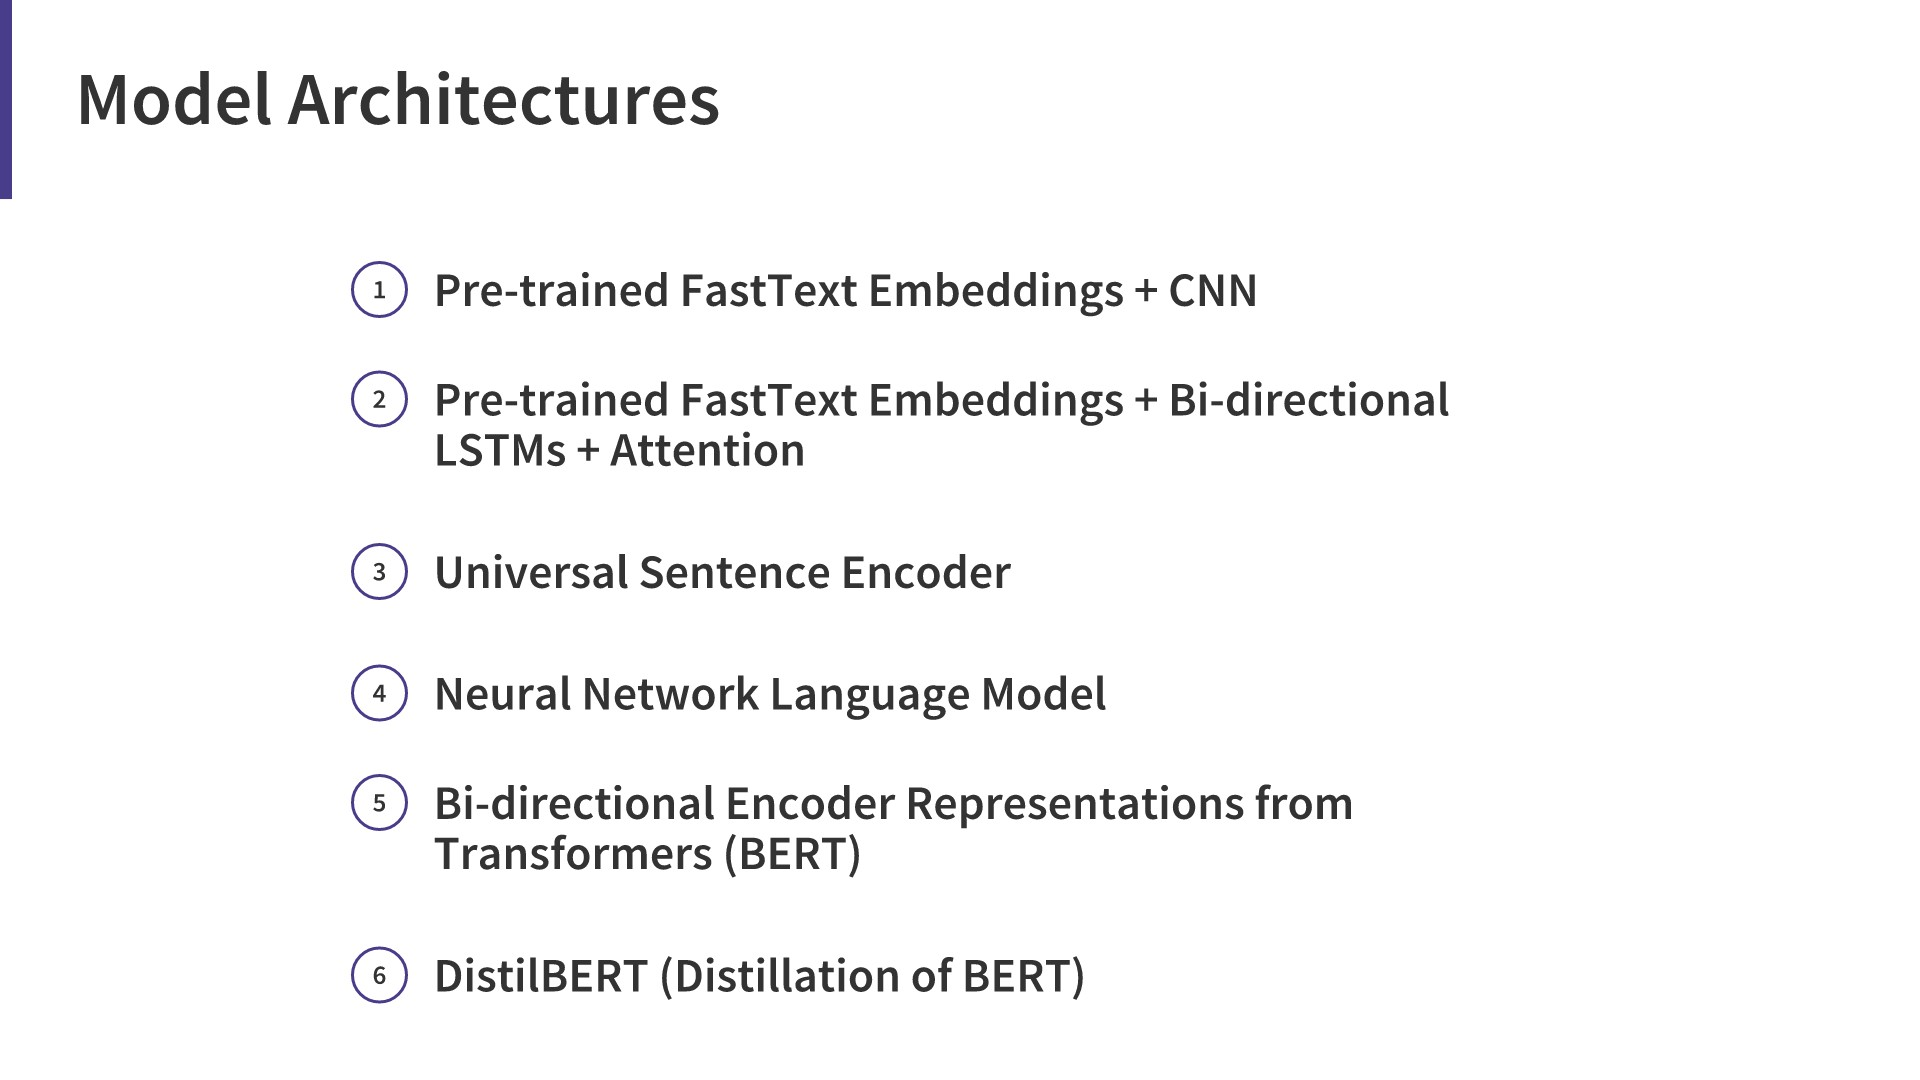 Model Architectures
1 Pre-trained FastText Embeddings + CNN
2 Pre-trained FastText Embeddings + Bi-directional
LSTMs + Attention
3 Universal Sentence Encoder
4 Neural Network Language Model
5 Bi-directional Encoder Representations from
Transformers (BERT)
6 DistilBERT (Distillation of BERT)